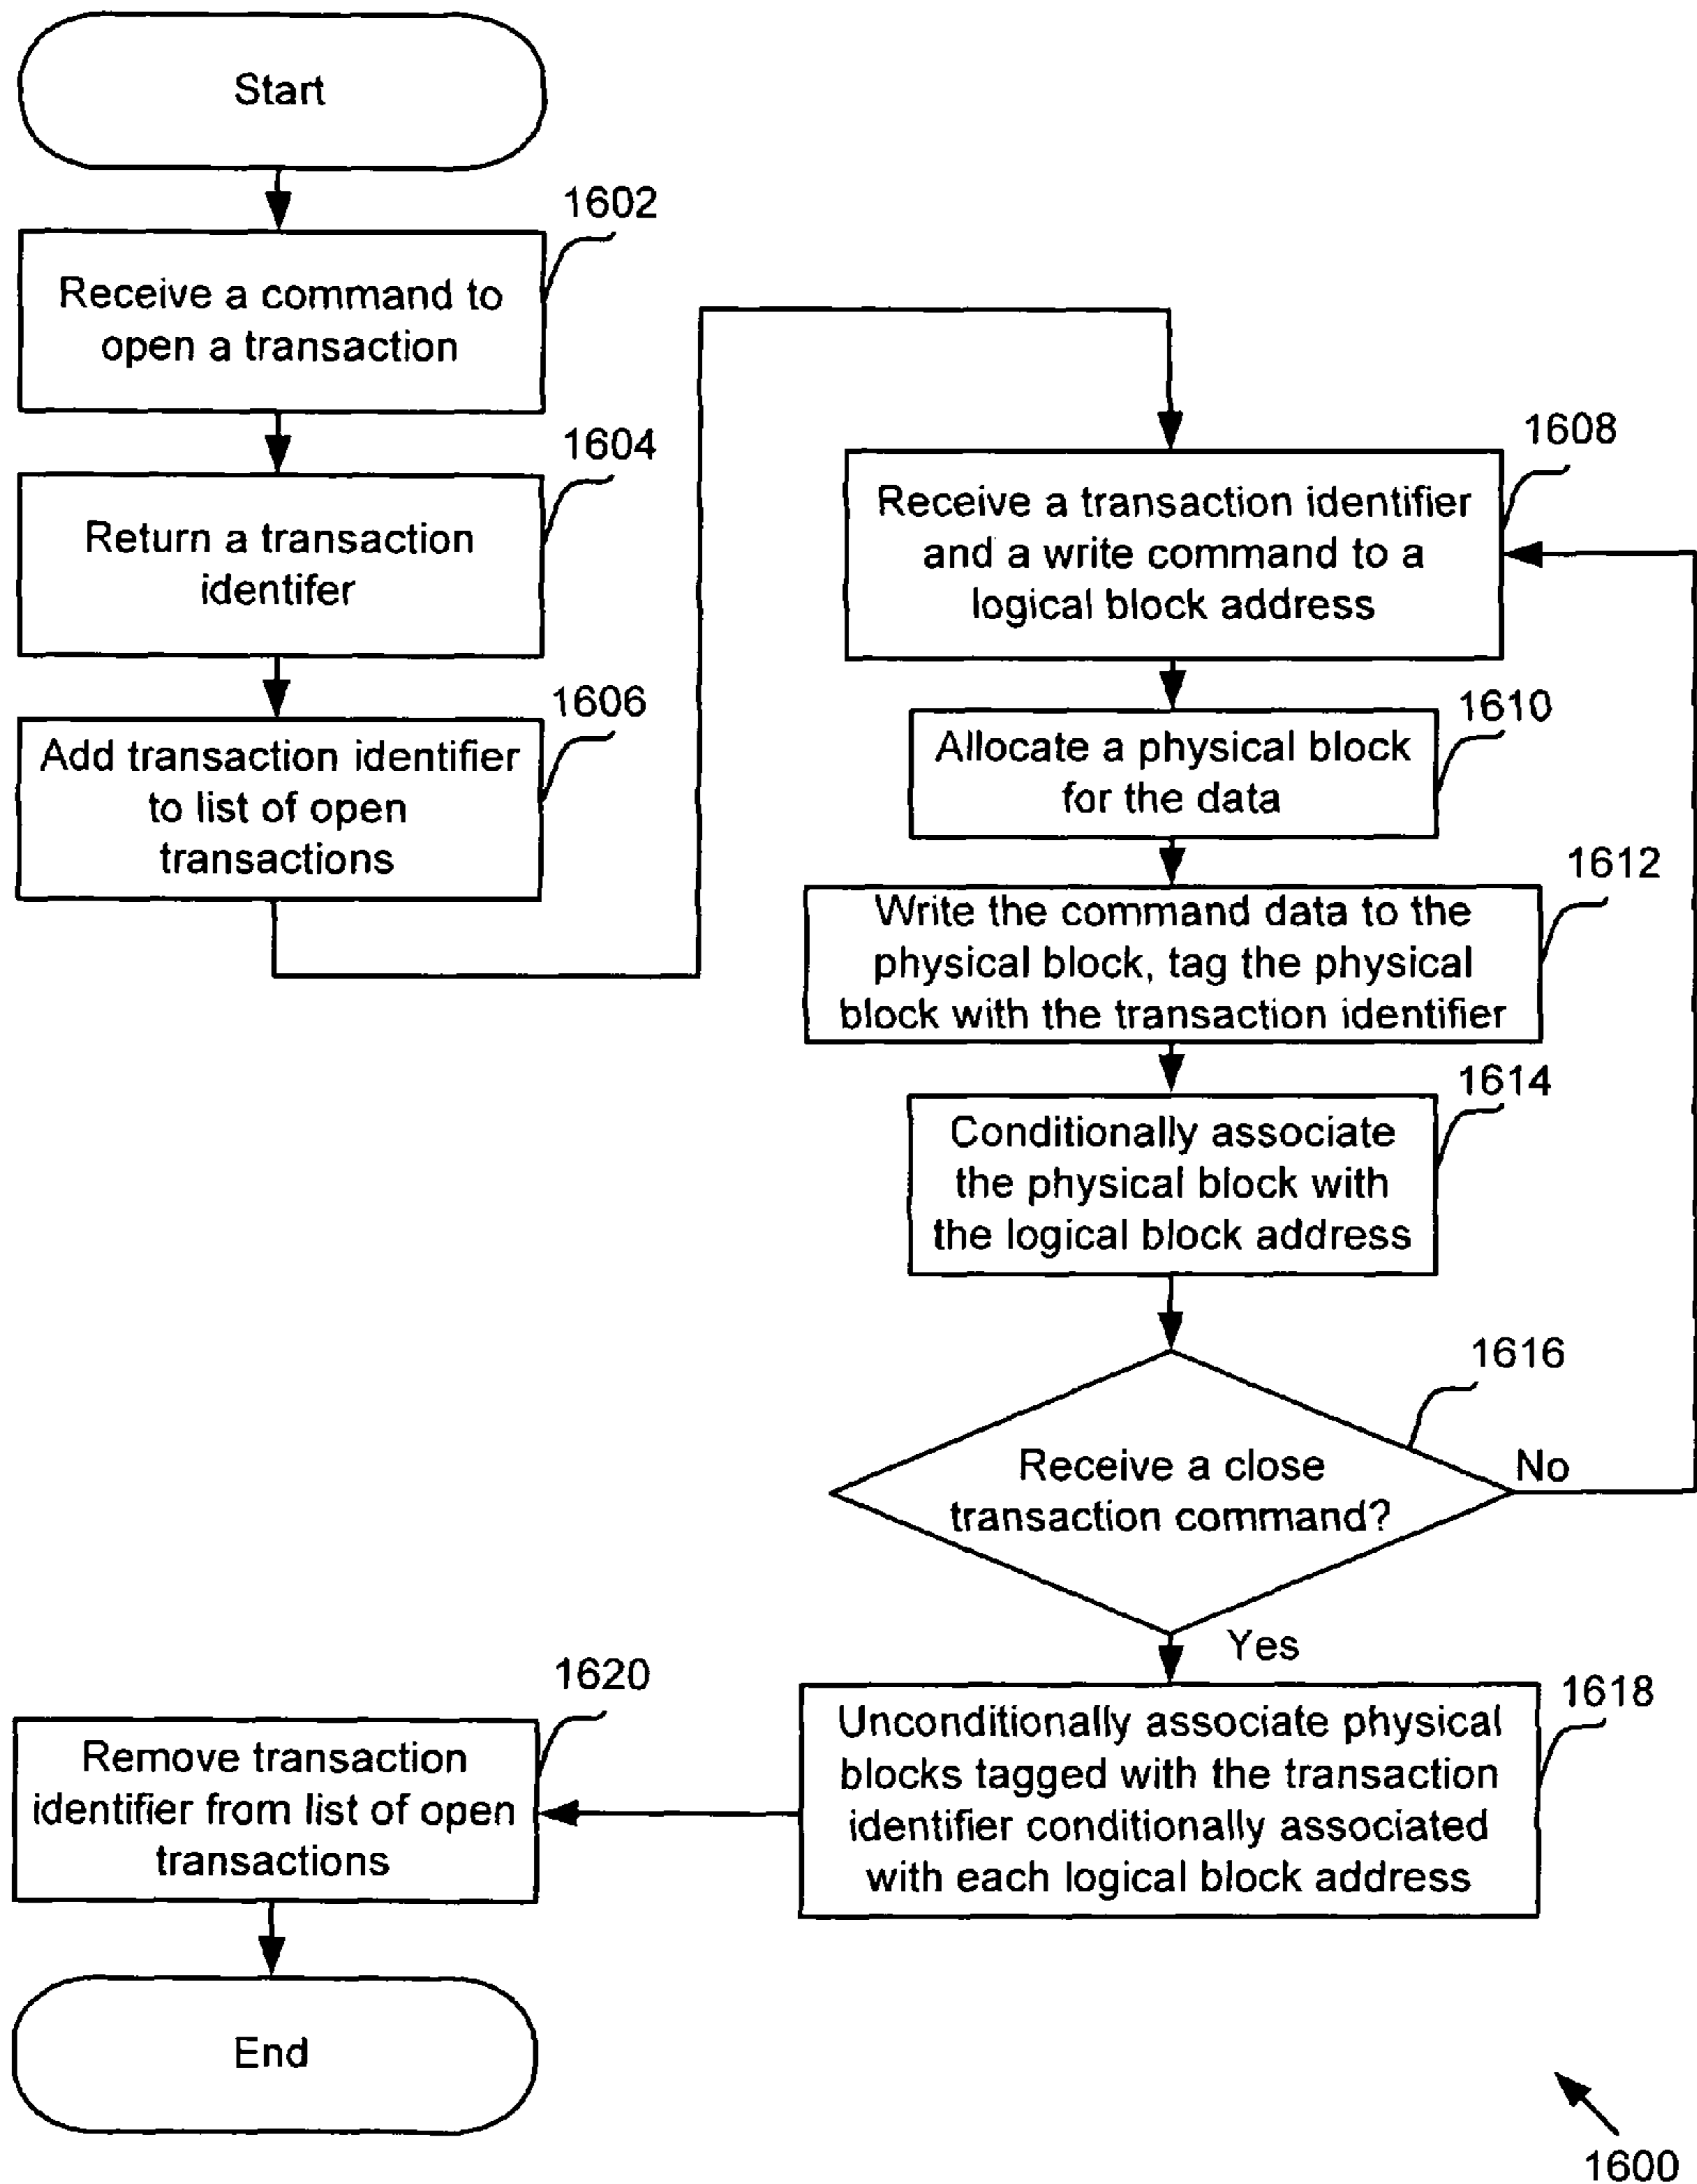 Start
1602
Receive a command to
open a transaction
1604
Return a transaction
identifer
1606
Add transaction identifier
to list of open
transactions
1608
Receive a transaction identifier
and a write command to a
logical block address
1610
Allocate a physical block
for the data
1612
Write the command data to the
physical block, tag the physical
block with the transaction identifier
1614
Conditionally associate
the physical block with
the logical block address
1616
Receive a close
transaction command?
No
Yes
1618
Unconditionally associate physical
blocks tagged with the transaction
identifier conditionally associated
with each logical block address
1620
Remove transaction
identifier from list of open
transactions
End
1600